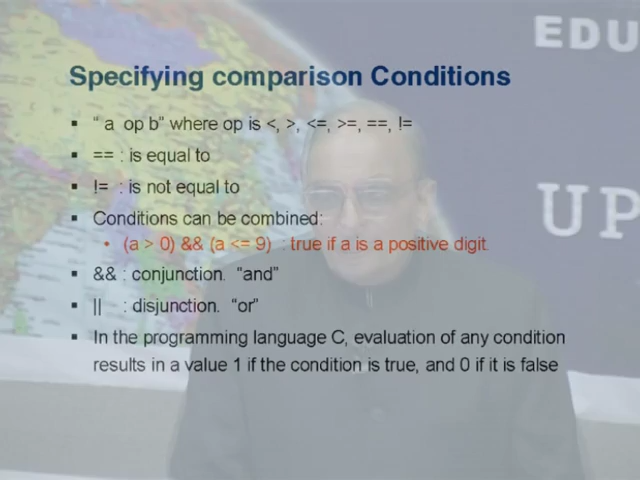 EDU
Specifying comparison Conditions
▪ “ a op b” where op is <, >, <=, >=, ==, !=
▪ == : is equal to
▪ != : is not equal to
UP
▪ Conditions can be combined:
• (a > 0) && (a <= 9) : true if a is a positive digit.
▪ && : conjunction. “and”
▪ || : disjunction. “or”
▪ In the programming language C, evaluation of any condition
results in a value 1 if the condition is true, and 0 if it is false